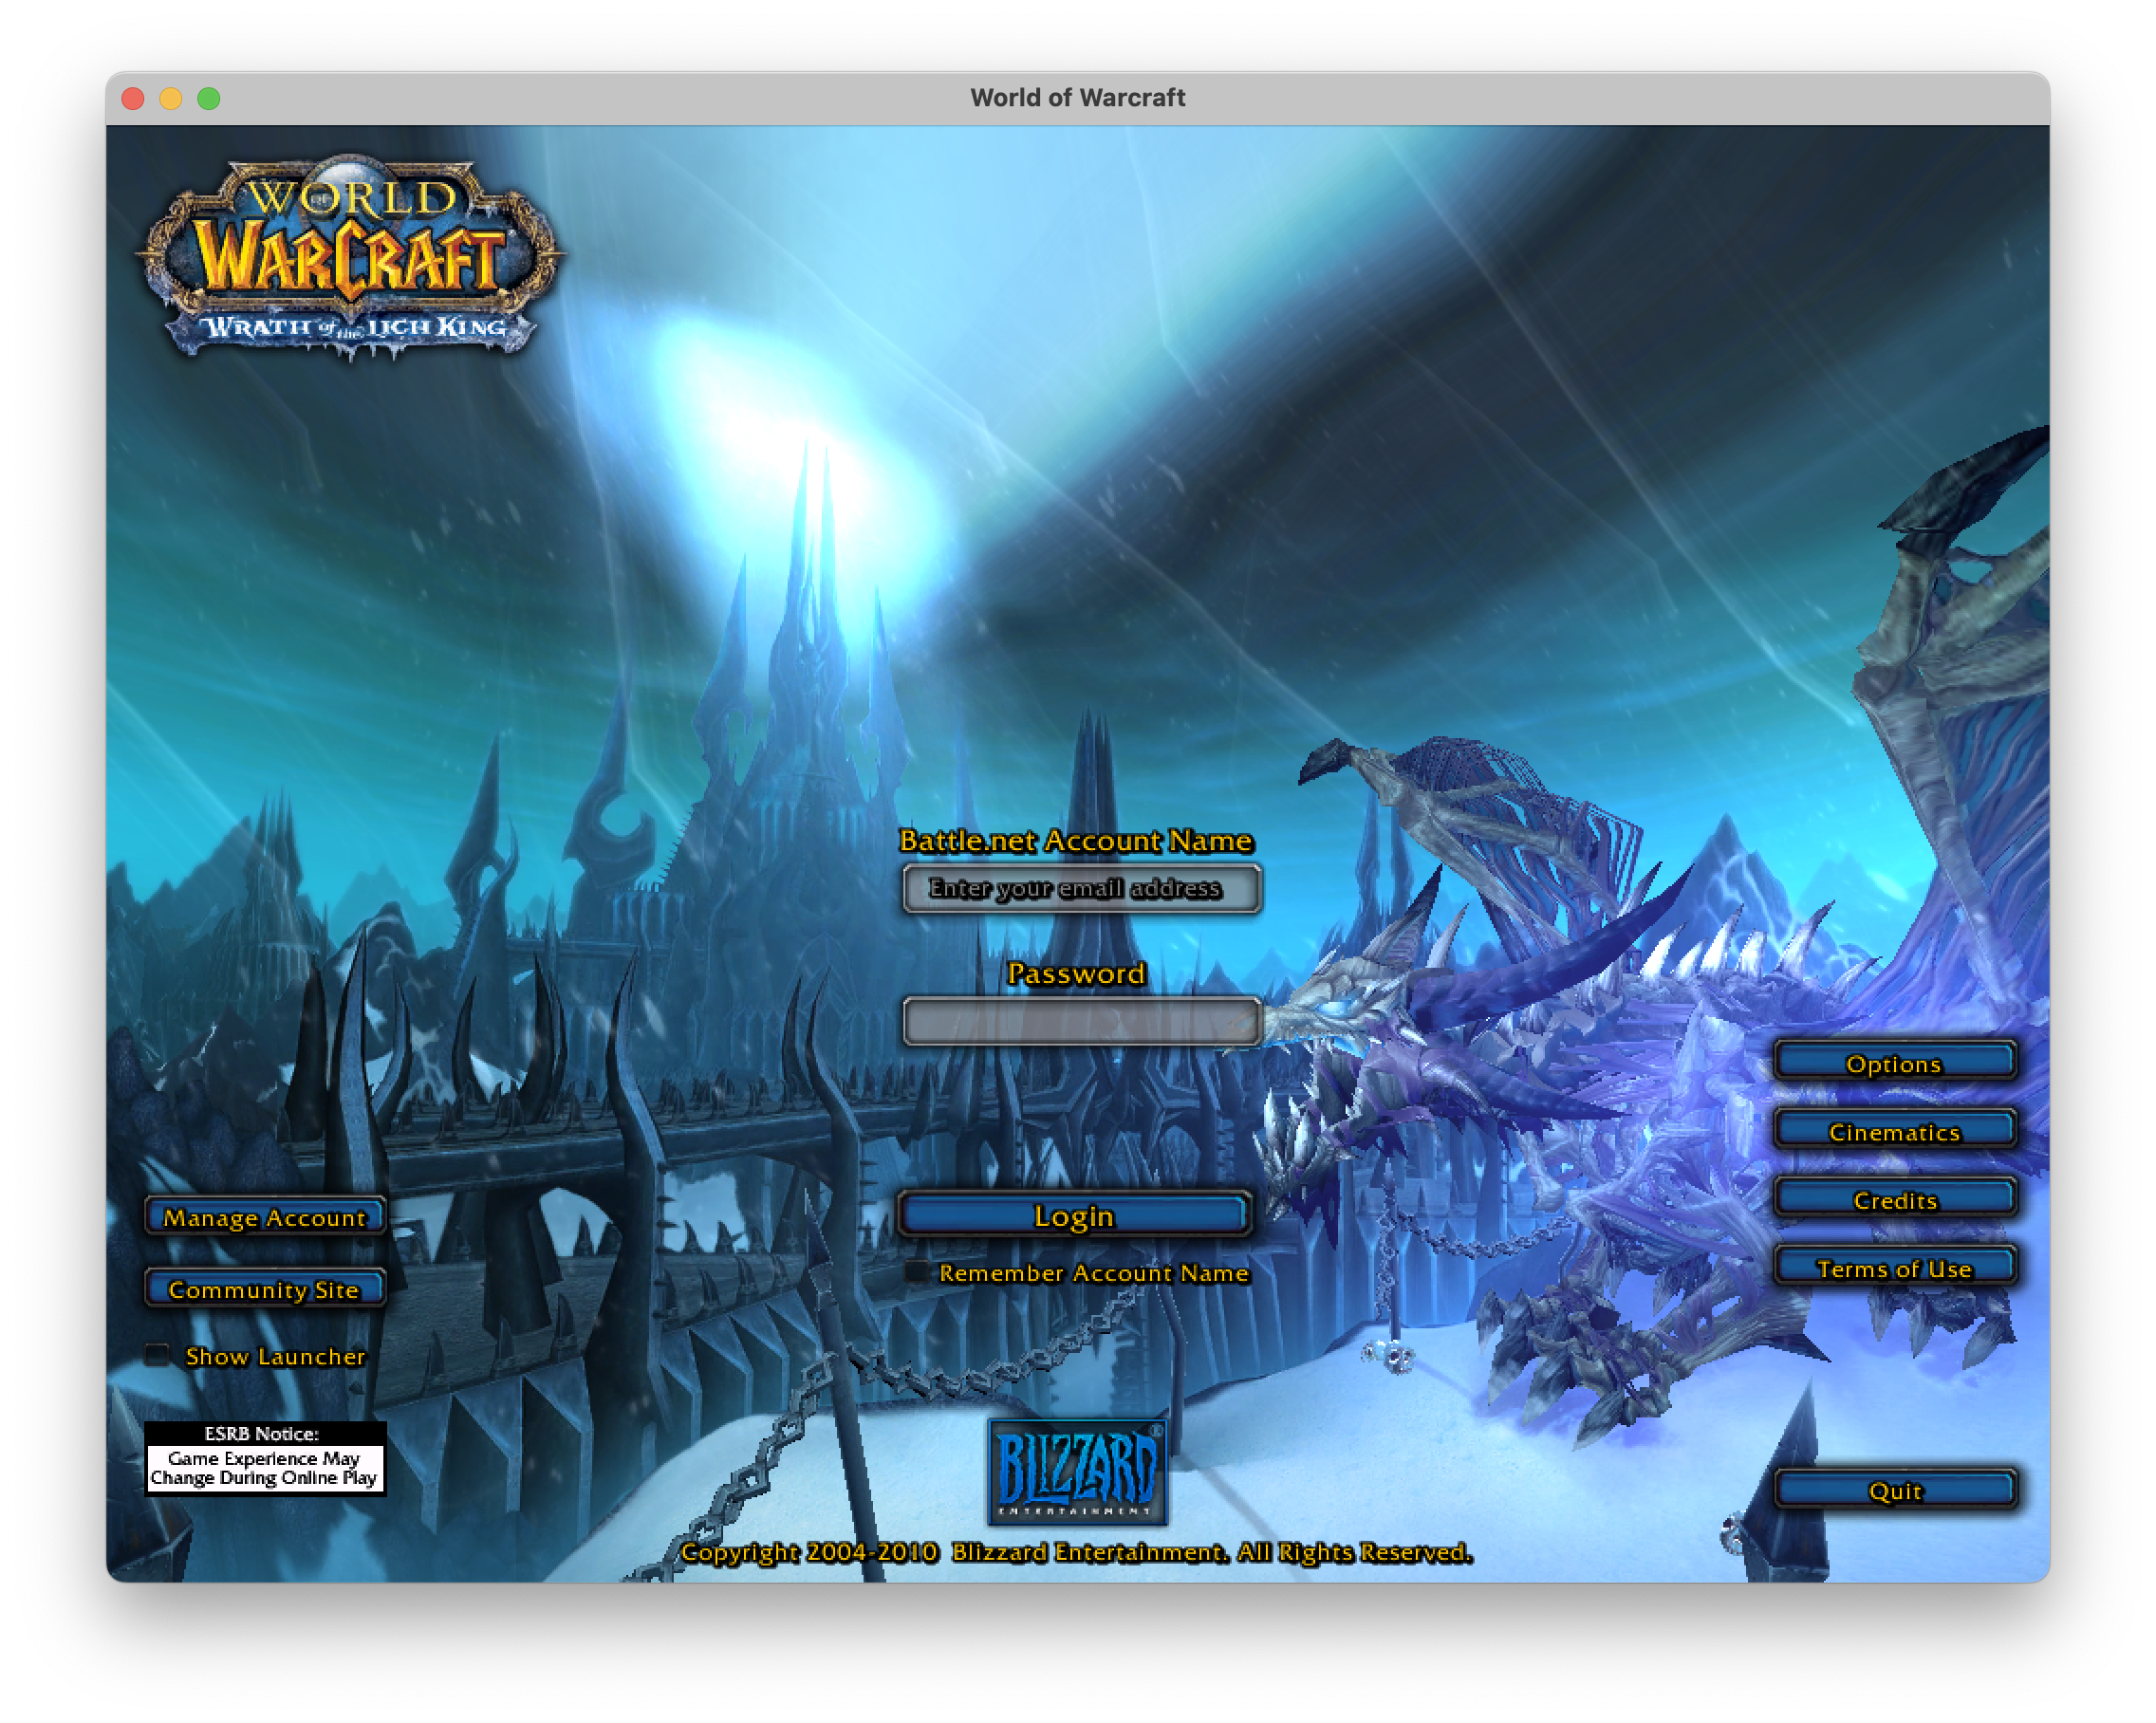 World of Warcraft
WORLD
OF
WARCRAFT
WRATH of the LICH KING
Battle.net Account Name
Enter your email address
Password
Options
Cinematics
Credits
Terms of Use
Manage Account
Login
Community Site
Remember Account Name
Show Launcher
ESRB Notice:
Game Experience May
Change During Online Play
BLIZZARD®
ENTERTAINMENT
Quit
Copyright 2004-2010 Blizzard Entertainment. All Rights Reserved.